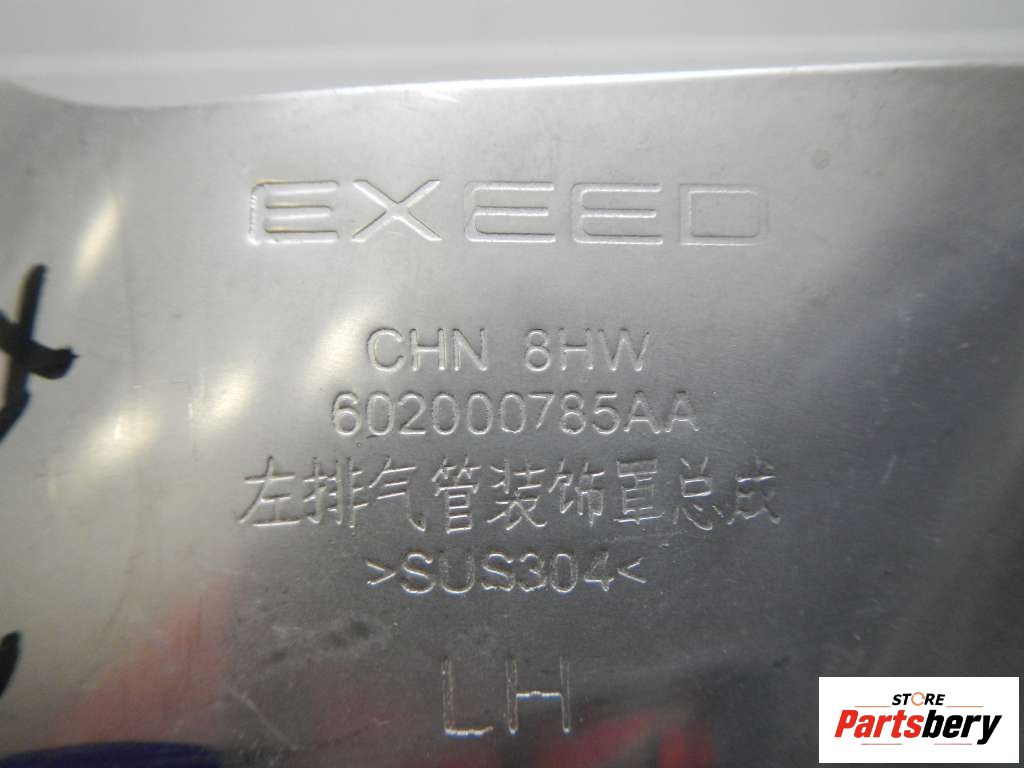 EXEED
CHN 8HW
602000785AA
左排气管装饰罩总成
>SUS304<
LH
STORE
Partsbery